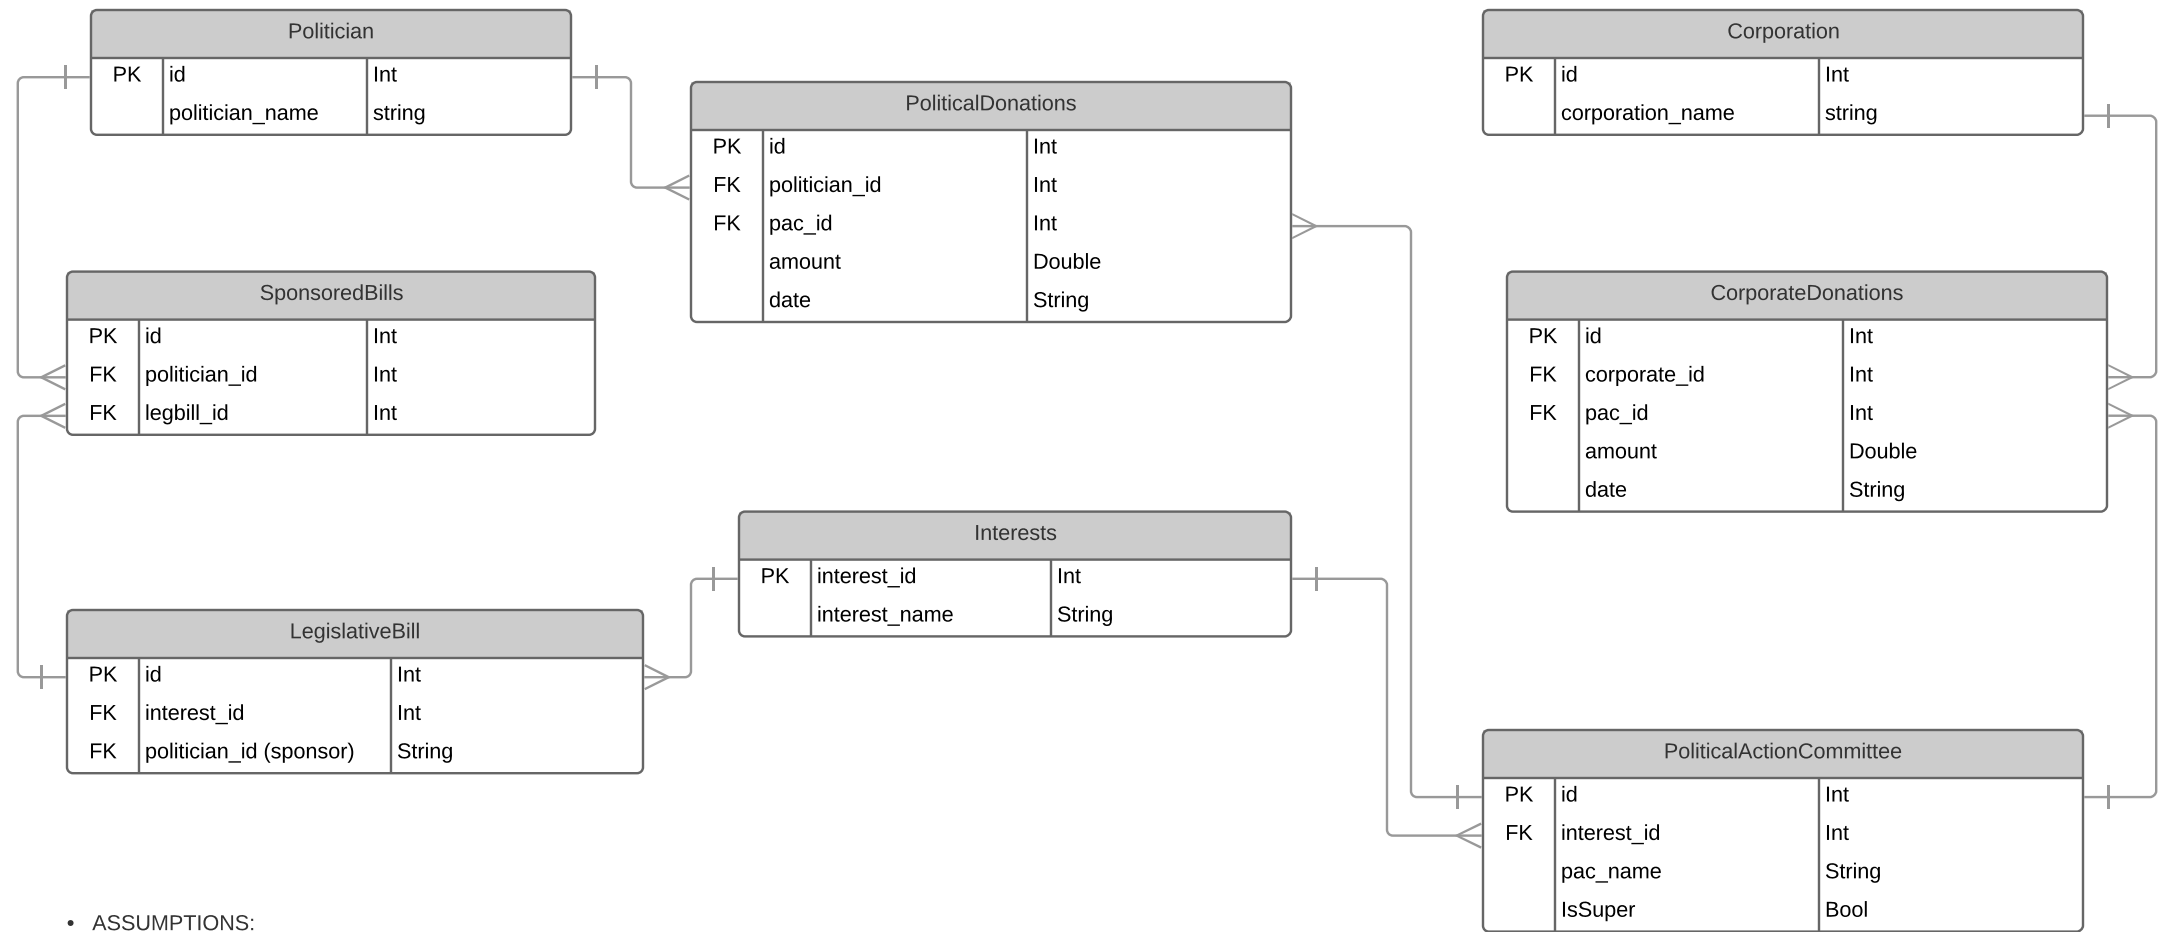 Politician
PK id Int
politician_name string
PoliticalDonations
PK id Int
FK politician_id Int
FK pac_id Int
amount Double
date String
Corporation
PK id Int
corporation_name string
SponsoredBills
PK id Int
FK politician_id Int
FK legbill_id Int
CorporateDonations
PK id Int
FK corporate_id Int
FK pac_id Int
amount Double
date String
Interests
PK interest_id Int
interest_name String
LegislativeBill
PK id Int
FK interest_id Int
FK politician_id (sponsor) String
PoliticalActionCommittee
PK id Int
FK interest_id Int
pac_name String
IsSuper Bool
• ASSUMPTIONS: